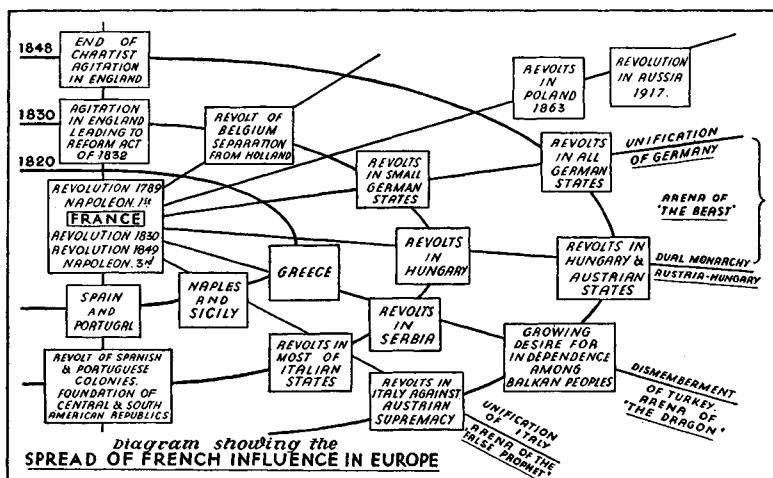 1848
END OF
CHARTIST
AGITATION
IN ENGLAND
1830
AGITATION
IN ENGLAND
LEADING TO
REFORM ACT
OF 1832
1820
REVOLUTION 1789
NAPOLEON. 1st
FRANCE
REVOLUTION 1830
REVOLUTION 1849
NAPOLEON. 3rd
SPAIN
AND
PORTUGAL
REVOLT OF SPANISH
& PORTUGUESE
COLONIES.
FOUNDATION OF
CENTRAL & SOUTH
AMERICAN REPUBLICS
REVOLT OF
BELGIUM
SEPARATION
FROM HOLLAND
NAPLES
AND
SICILY
GREECE
REVOLTS IN
MOST OF
ITALIAN
STATES
REVOLTS
IN SMALL
GERMAN
STATES
REVOLTS
IN
HUNGARY
REVOLTS
IN
SERBIA
REVOLTS IN
ITALY AGAINST
AUSTRIAN
SUPREMACY
REVOLTS
IN
POLAND
1863
REVOLUTION
IN RUSSIA
1917.
REVOLTS
IN ALL
GERMAN
STATES
REVOLTS IN
HUNGARY &
AUSTRIAN
STATES
GROWING
DESIRE FOR
INDEPENDENCE
AMONG
BALKAN PEOPLES
UNIFICATION
OF GERMANY
ARENA OF
"THE BEAST"
DUAL MONARCHY
AUSTRIA-HUNGARY
DISMEMBERMENT
OF TURKEY.
ARENA OF
"THE DRAGON"
UNIFICATION
OF ITALY
ARENA OF THE
"FALSE PROPHET"
Diagram showing the
SPREAD OF FRENCH INFLUENCE IN EUROPE